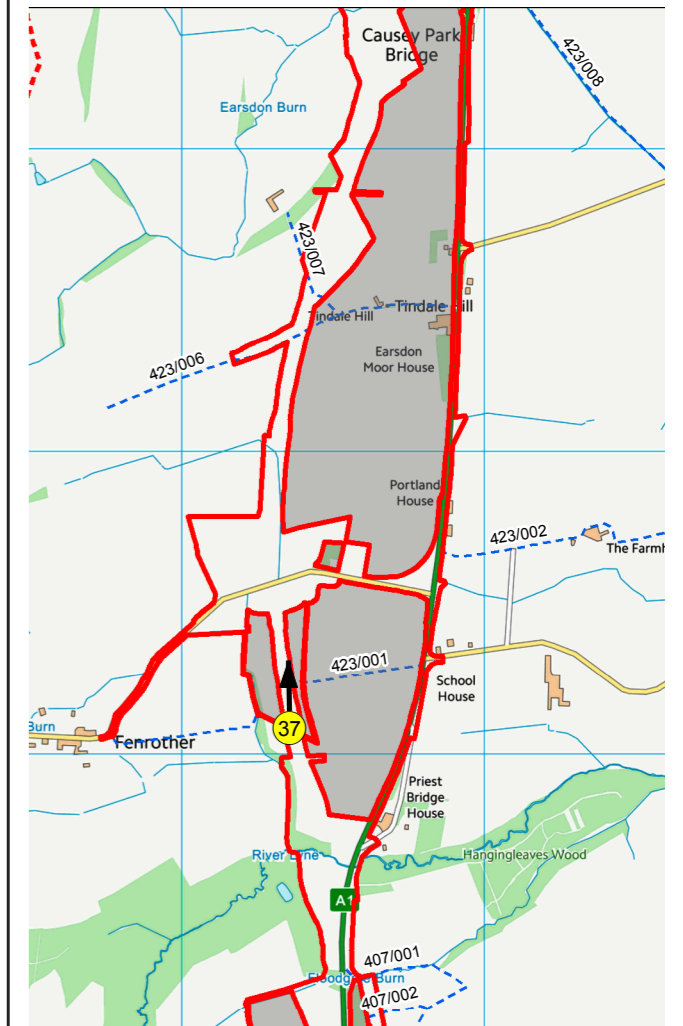 Causey Park
Bridge
423/008
Earsdon Burn
423/007
Tindale Hill
Tindale Hill
Earsdon
Moor House
423/006
Portland
House
423/002
The Farmh
423/001
School
House
37
Burn
Fenrother
Priest
Bridge
House
River Lyne
Hangingleaves Wood
A1
407/001
Burn
407/002